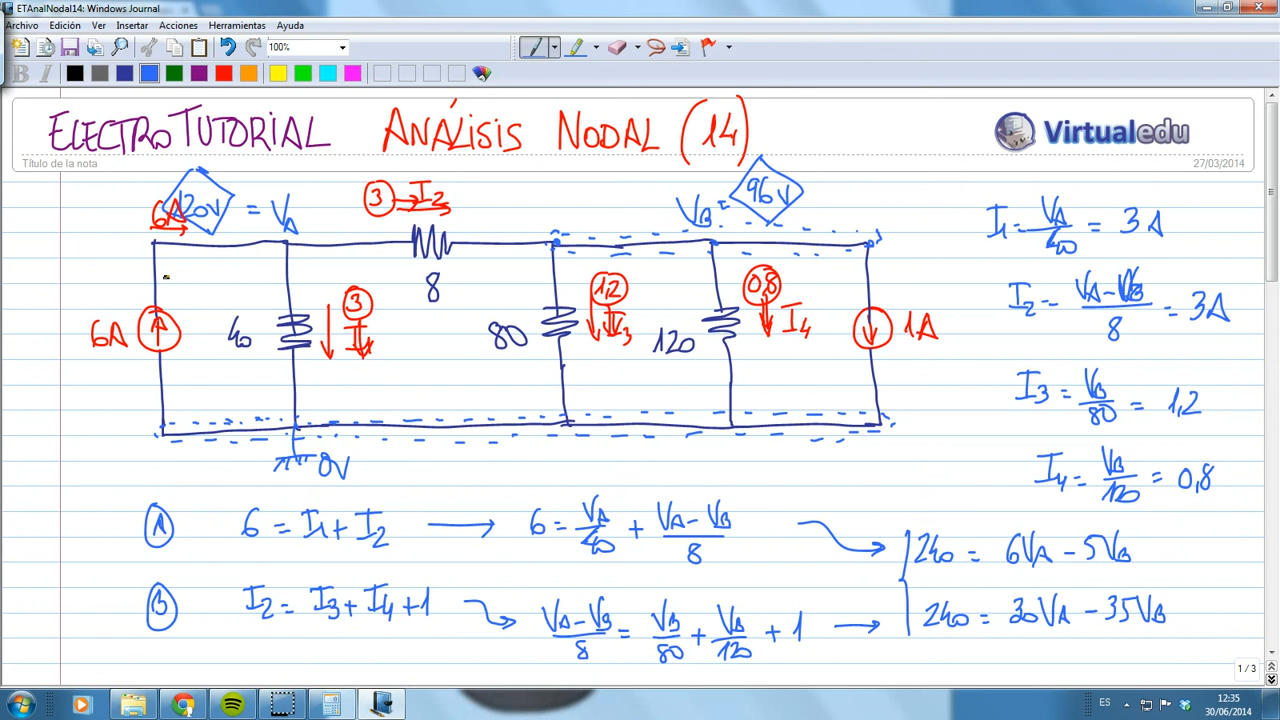 ETAnalNodal14: Windows Journal
Archivo Edición Ver Insertar Acciones Herramientas Ayuda
100%
ELECTROTUTORIAL ANÁLISIS NODAL (14)
Virtualedu
Título de la nota
27/03/2014
6A 120V = VA
3 → I2
VB = 96V
I1 = VA/40 = 3A
8
I2 = VA-VB/8 = 3A
6A
40
3
I1
80
1,2
I3
120
0,8
I4
1A
I3 = VB/80 = 1,2
0V
I4 = VB/120 = 0,8
A 6 = I1 + I2 → 6 = VA/40 + VA-VB/8
240 = 6VA - 5VB
B I2 = I3 + I4 + 1
VA-VB/8 = VB/80 + VB/120 + 1 →
240 = 30VA - 35VB
1/3
ES
12:35
30/06/2014